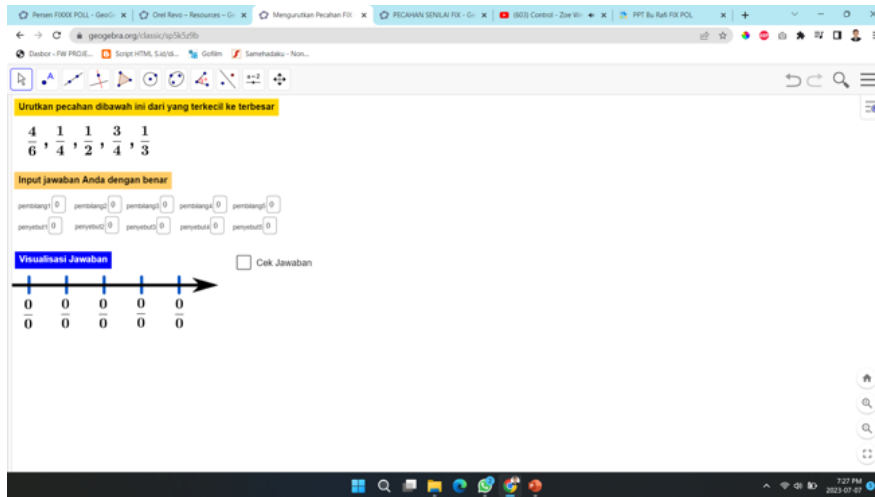 Persen FIXXX POLL - GeoG
Orel Revo – Resources – Ge
Mengurutkan Pecahan FIX
PECAHAN SENILAI FIX - Ge
(603) Control - Zoe We
PPT Bu Rafi FIX POL
geogebra.org/classic/sp5k5z9b
Dasbor - FW PROJE...
Script HTML
Gofilm
Samehadaku - Non...
Urutkan pecahan dibawah ini dari yang terkecil ke terbesar
4/6 , 1/4 , 1/2 , 3/4 , 1/3
Input jawaban Anda dengan benar
pembilang1 0 pembilang2 0 pembilang3 0 pembilang4 0 pembilang5 0
penyebut1 0 penyebut2 0 penyebut3 0 penyebut4 0 penyebut5 0
Visualisasi Jawaban
Cek Jawaban
0/0 0/0 0/0 0/0 0/0
7:27 PM
2023-07-07